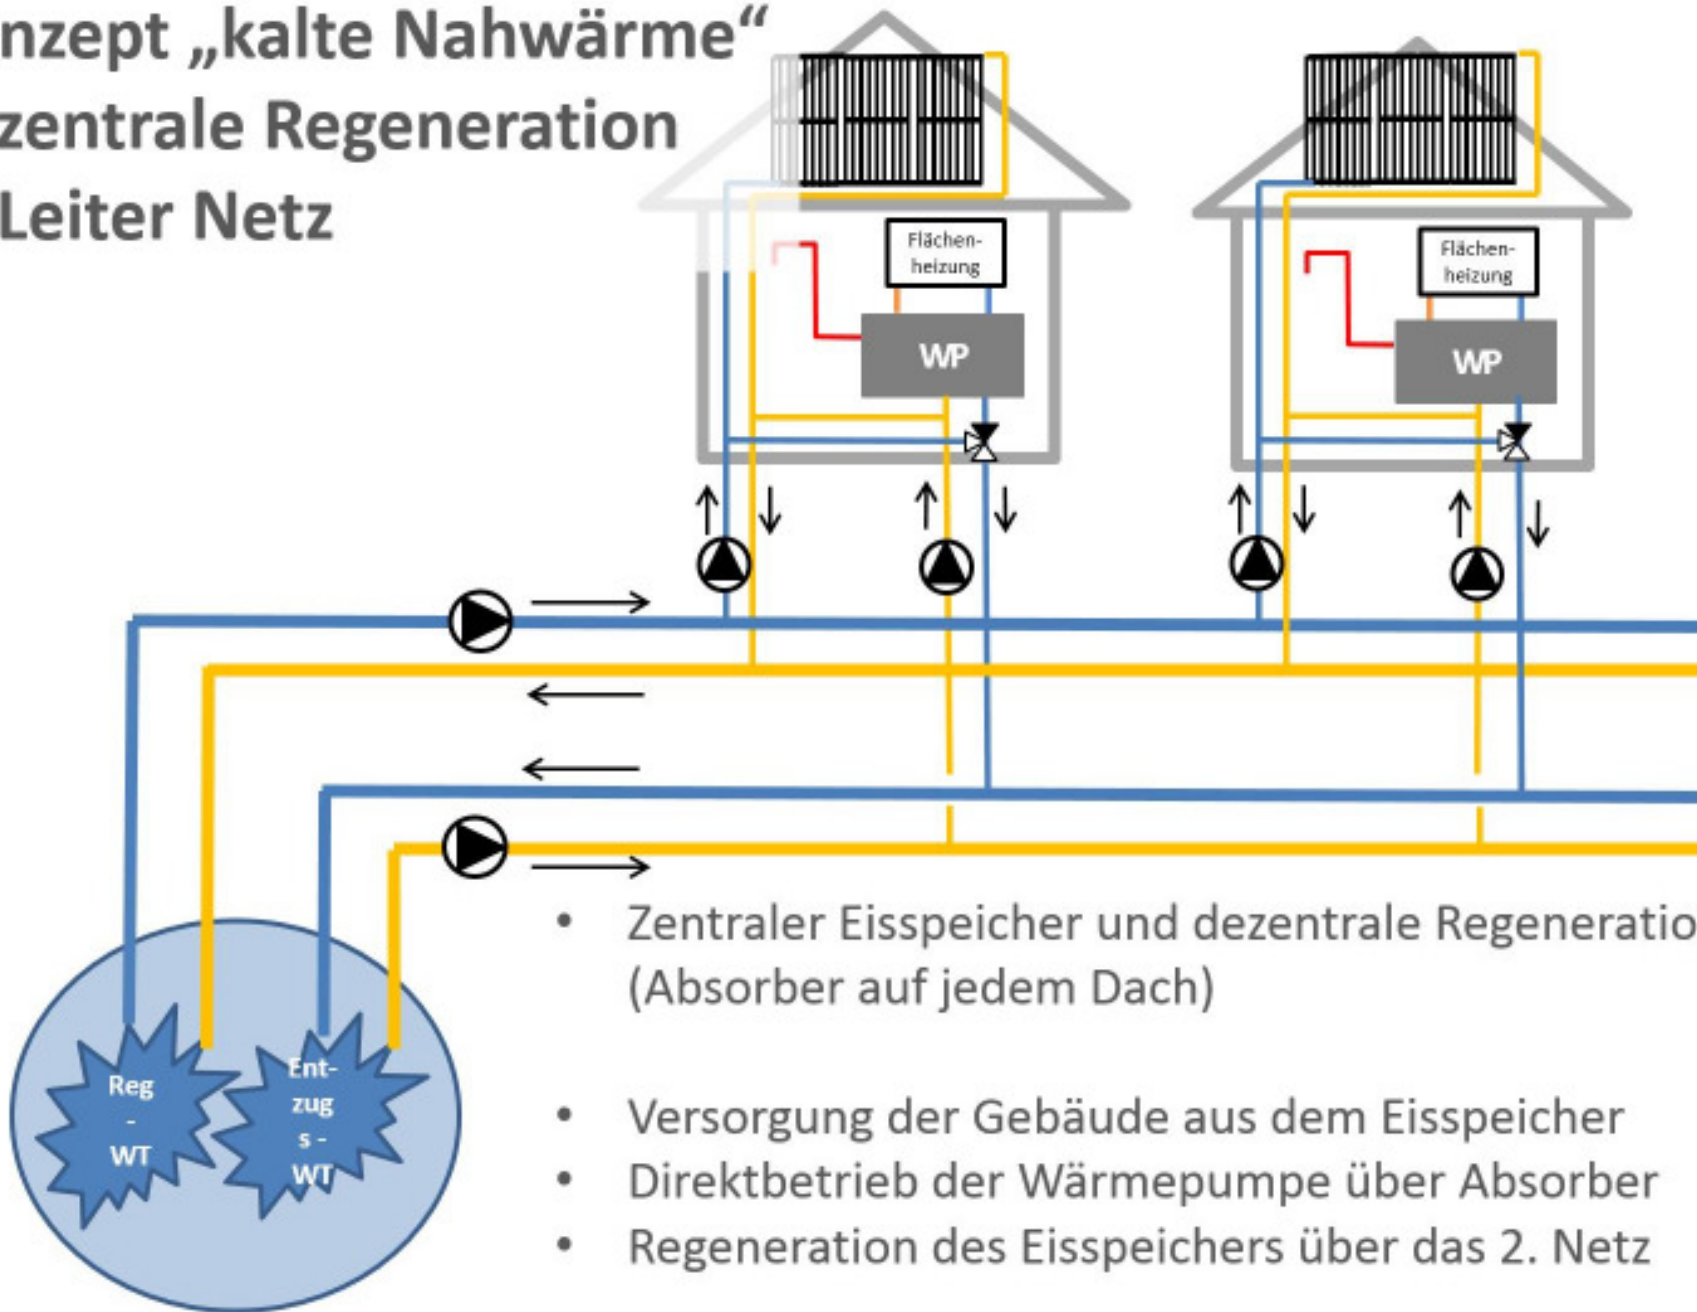 nzept „kalte Nahwärme“
zentrale Regeneration
Leiter Netz
Flächen-
heizung
WP
Flächen-
heizung
WP
Reg
-
WT
Ent-
zug
s -
WT
• Zentraler Eisspeicher und dezentrale Regeneratio
(Absorber auf jedem Dach)
• Versorgung der Gebäude aus dem Eisspeicher
• Direktbetrieb der Wärmepumpe über Absorber
• Regeneration des Eisspeichers über das 2. Netz